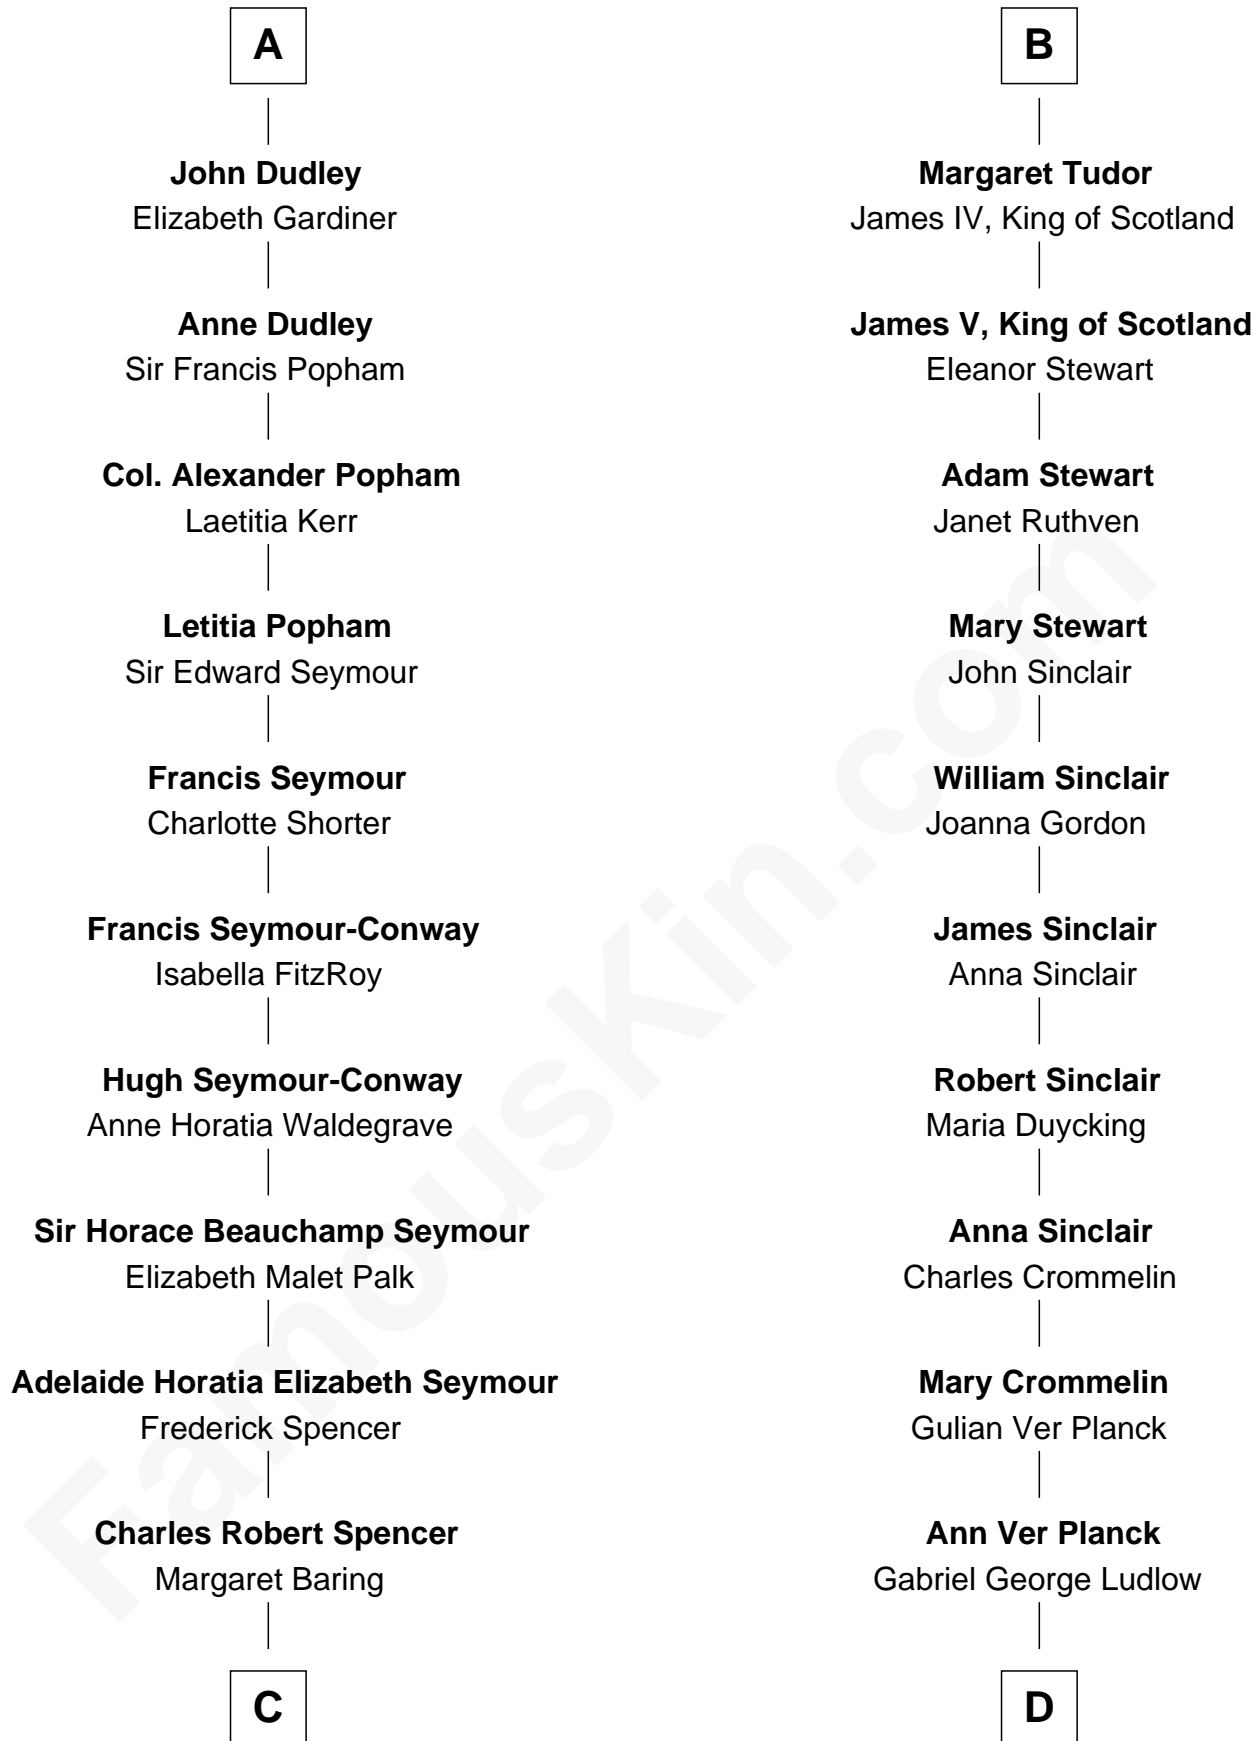 A
John Dudley
Elizabeth Gardiner
Anne Dudley
Sir Francis Popham
Col. Alexander Popham
Laetitia Kerr
Letitia Popham
Sir Edward Seymour
Francis Seymour
Charlotte Shorter
Francis Seymour-Conway
Isabella FitzRoy
Hugh Seymour-Conway
Anne Horatia Waldegrave
Sir Horace Beauchamp Seymour
Elizabeth Malet Palk
Adelaide Horatia Elizabeth Seymour
Frederick Spencer
Charles Robert Spencer
Margaret Baring
C
B
Margaret Tudor
James IV, King of Scotland
James V, King of Scotland
Eleanor Stewart
Adam Stewart
Janet Ruthven
Mary Stewart
John Sinclair
William Sinclair
Joanna Gordon
James Sinclair
Anna Sinclair
Robert Sinclair
Maria Duycking
Anna Sinclair
Charles Crommelin
Mary Crommelin
Gulian Ver Planck
Ann Ver Planck
Gabriel George Ludlow
D
FamousKin.com